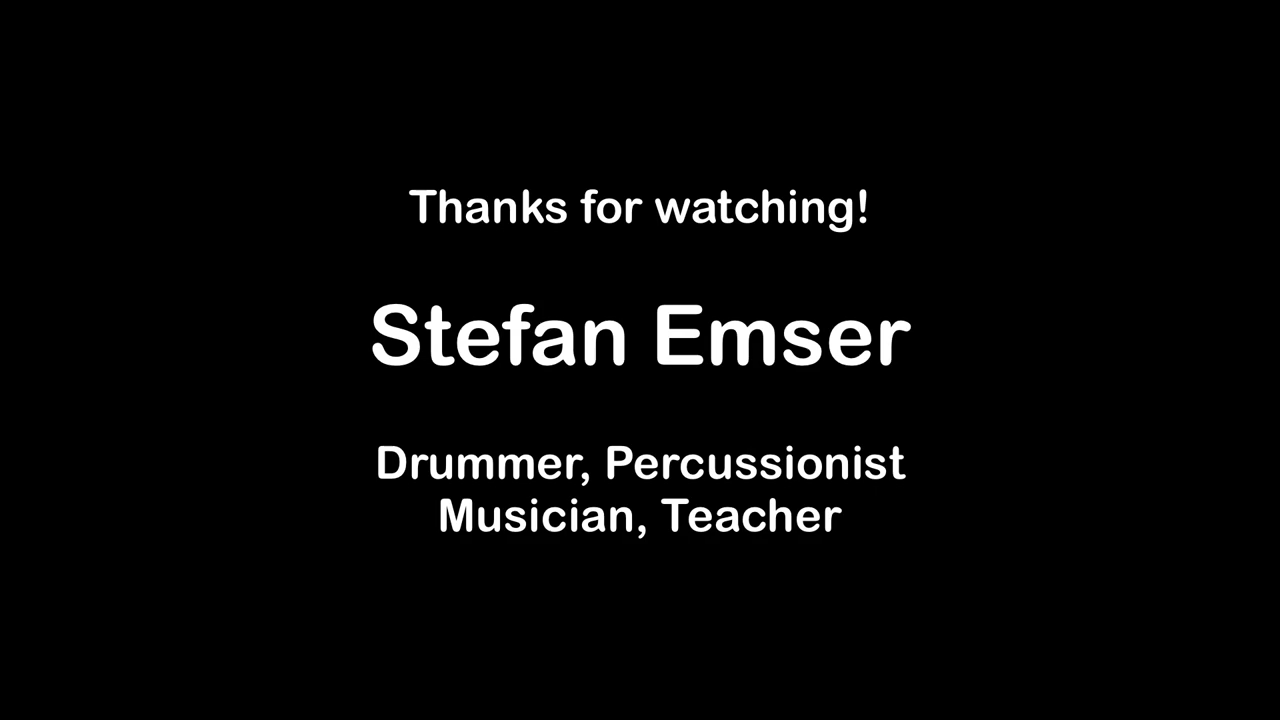 Thanks for watching!
Stefan Emser
Drummer, Percussionist
Musician, Teacher